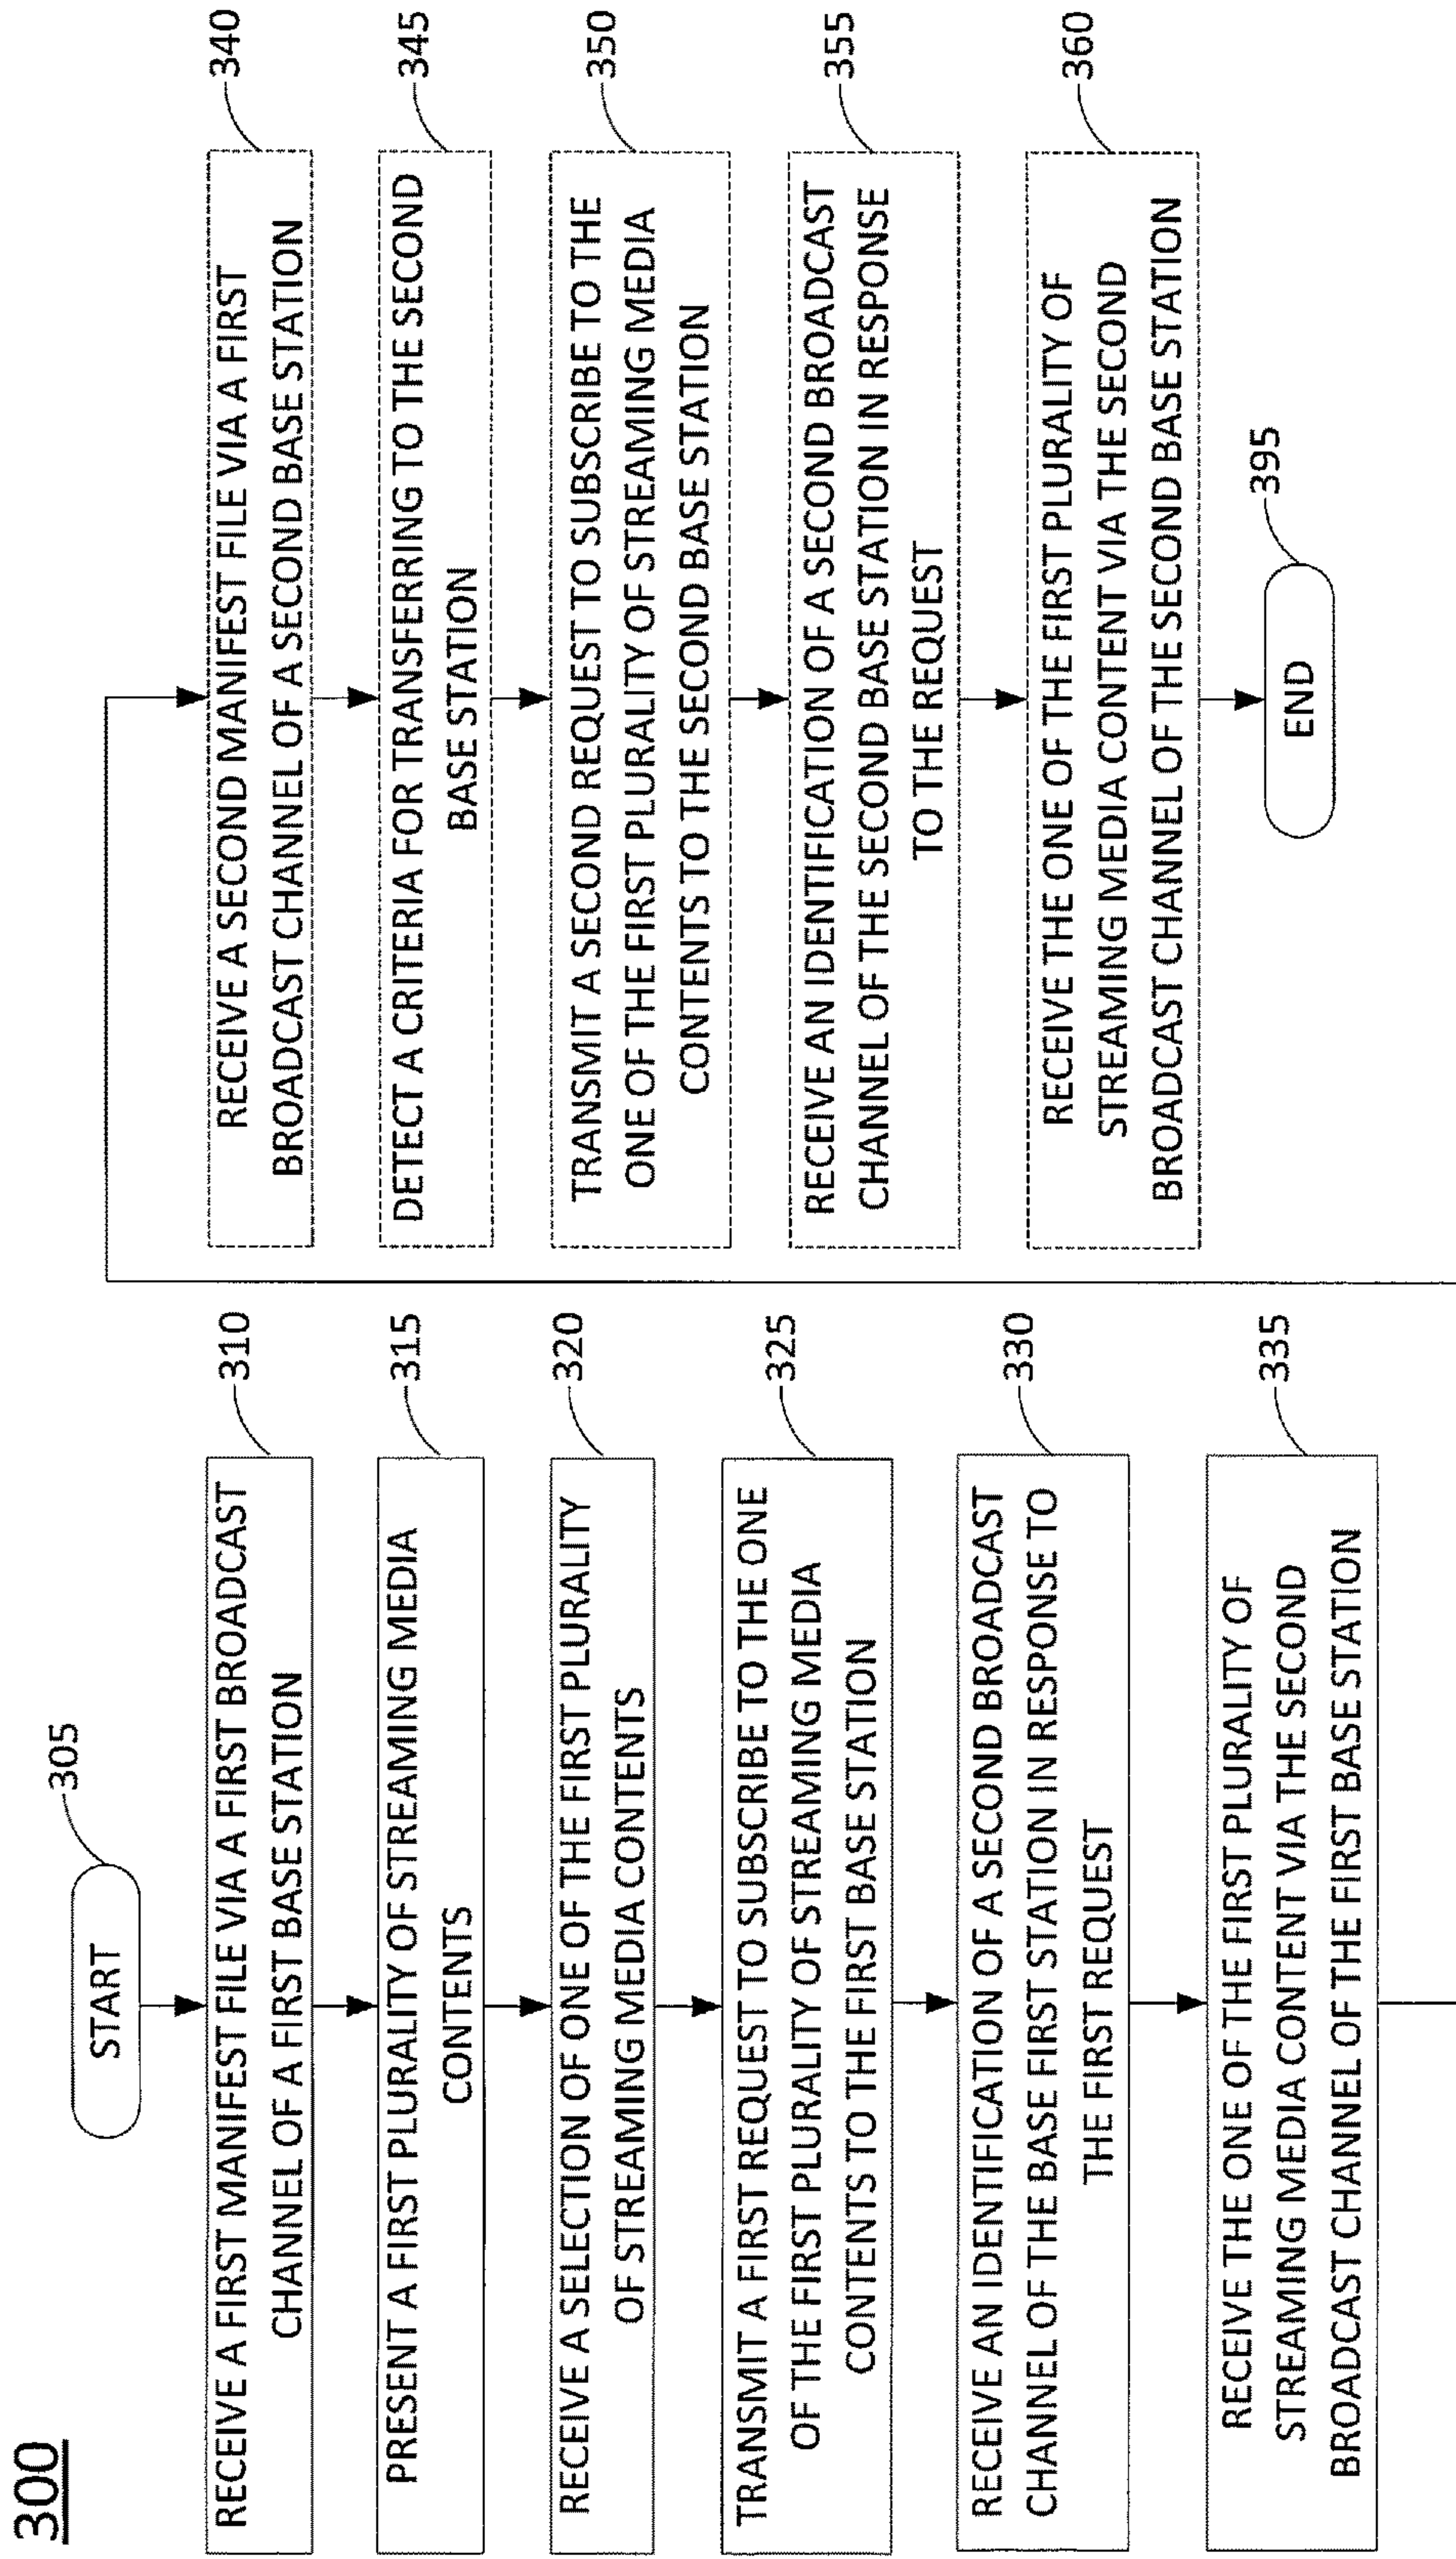 300
START
305
RECEIVE A FIRST MANIFEST FILE VIA A FIRST BROADCAST
CHANNEL OF A FIRST BASE STATION
310
PRESENT A FIRST PLURALITY OF STREAMING MEDIA
CONTENTS
315
RECEIVE A SELECTION OF ONE OF THE FIRST PLURALITY
OF STREAMING MEDIA CONTENTS
320
TRANSMIT A FIRST REQUEST TO SUBSCRIBE TO THE ONE
OF THE FIRST PLURALITY OF STREAMING MEDIA
CONTENTS TO THE FIRST BASE STATION
325
RECEIVE AN IDENTIFICATION OF A SECOND BROADCAST
CHANNEL OF THE BASE FIRST STATION IN RESPONSE TO
THE FIRST REQUEST
330
RECEIVE THE ONE OF THE FIRST PLURALITY OF
STREAMING MEDIA CONTENT VIA THE SECOND
BROADCAST CHANNEL OF THE FIRST BASE STATION
335
RECEIVE A SECOND MANIFEST FILE VIA A FIRST
BROADCAST CHANNEL OF A SECOND BASE STATION
340
DETECT A CRITERIA FOR TRANSFERRING TO THE SECOND
BASE STATION
345
TRANSMIT A SECOND REQUEST TO SUBSCRIBE TO THE
ONE OF THE FIRST PLURALITY OF STREAMING MEDIA
CONTENTS TO THE SECOND BASE STATION
350
RECEIVE AN IDENTIFICATION OF A SECOND BROADCAST
CHANNEL OF THE SECOND BASE STATION IN RESPONSE
TO THE REQUEST
355
RECEIVE THE ONE OF THE FIRST PLURALITY OF
STREAMING MEDIA CONTENT VIA THE SECOND
BROADCAST CHANNEL OF THE SECOND BASE STATION
360
END
395